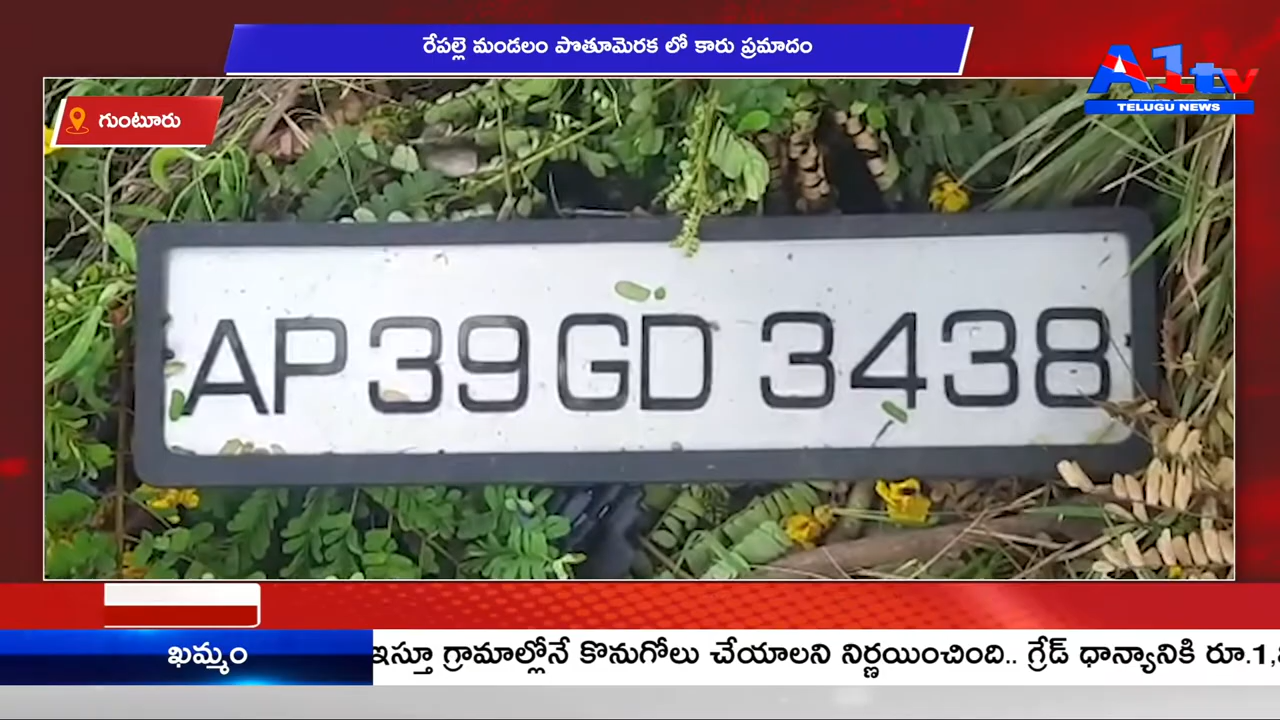 రేపల్లె మండలం పొతూమెరక లో కారు ప్రమాదం
A1tv
TELUGU NEWS
గుంటూరు
AP39GD 3438
ఖమ్మం
ఇస్తూ గ్రామాల్లోనే కొనుగోలు చేయాలని నిర్ణయించింది.. గ్రేడ్ ధాన్యానికి రూ.1,